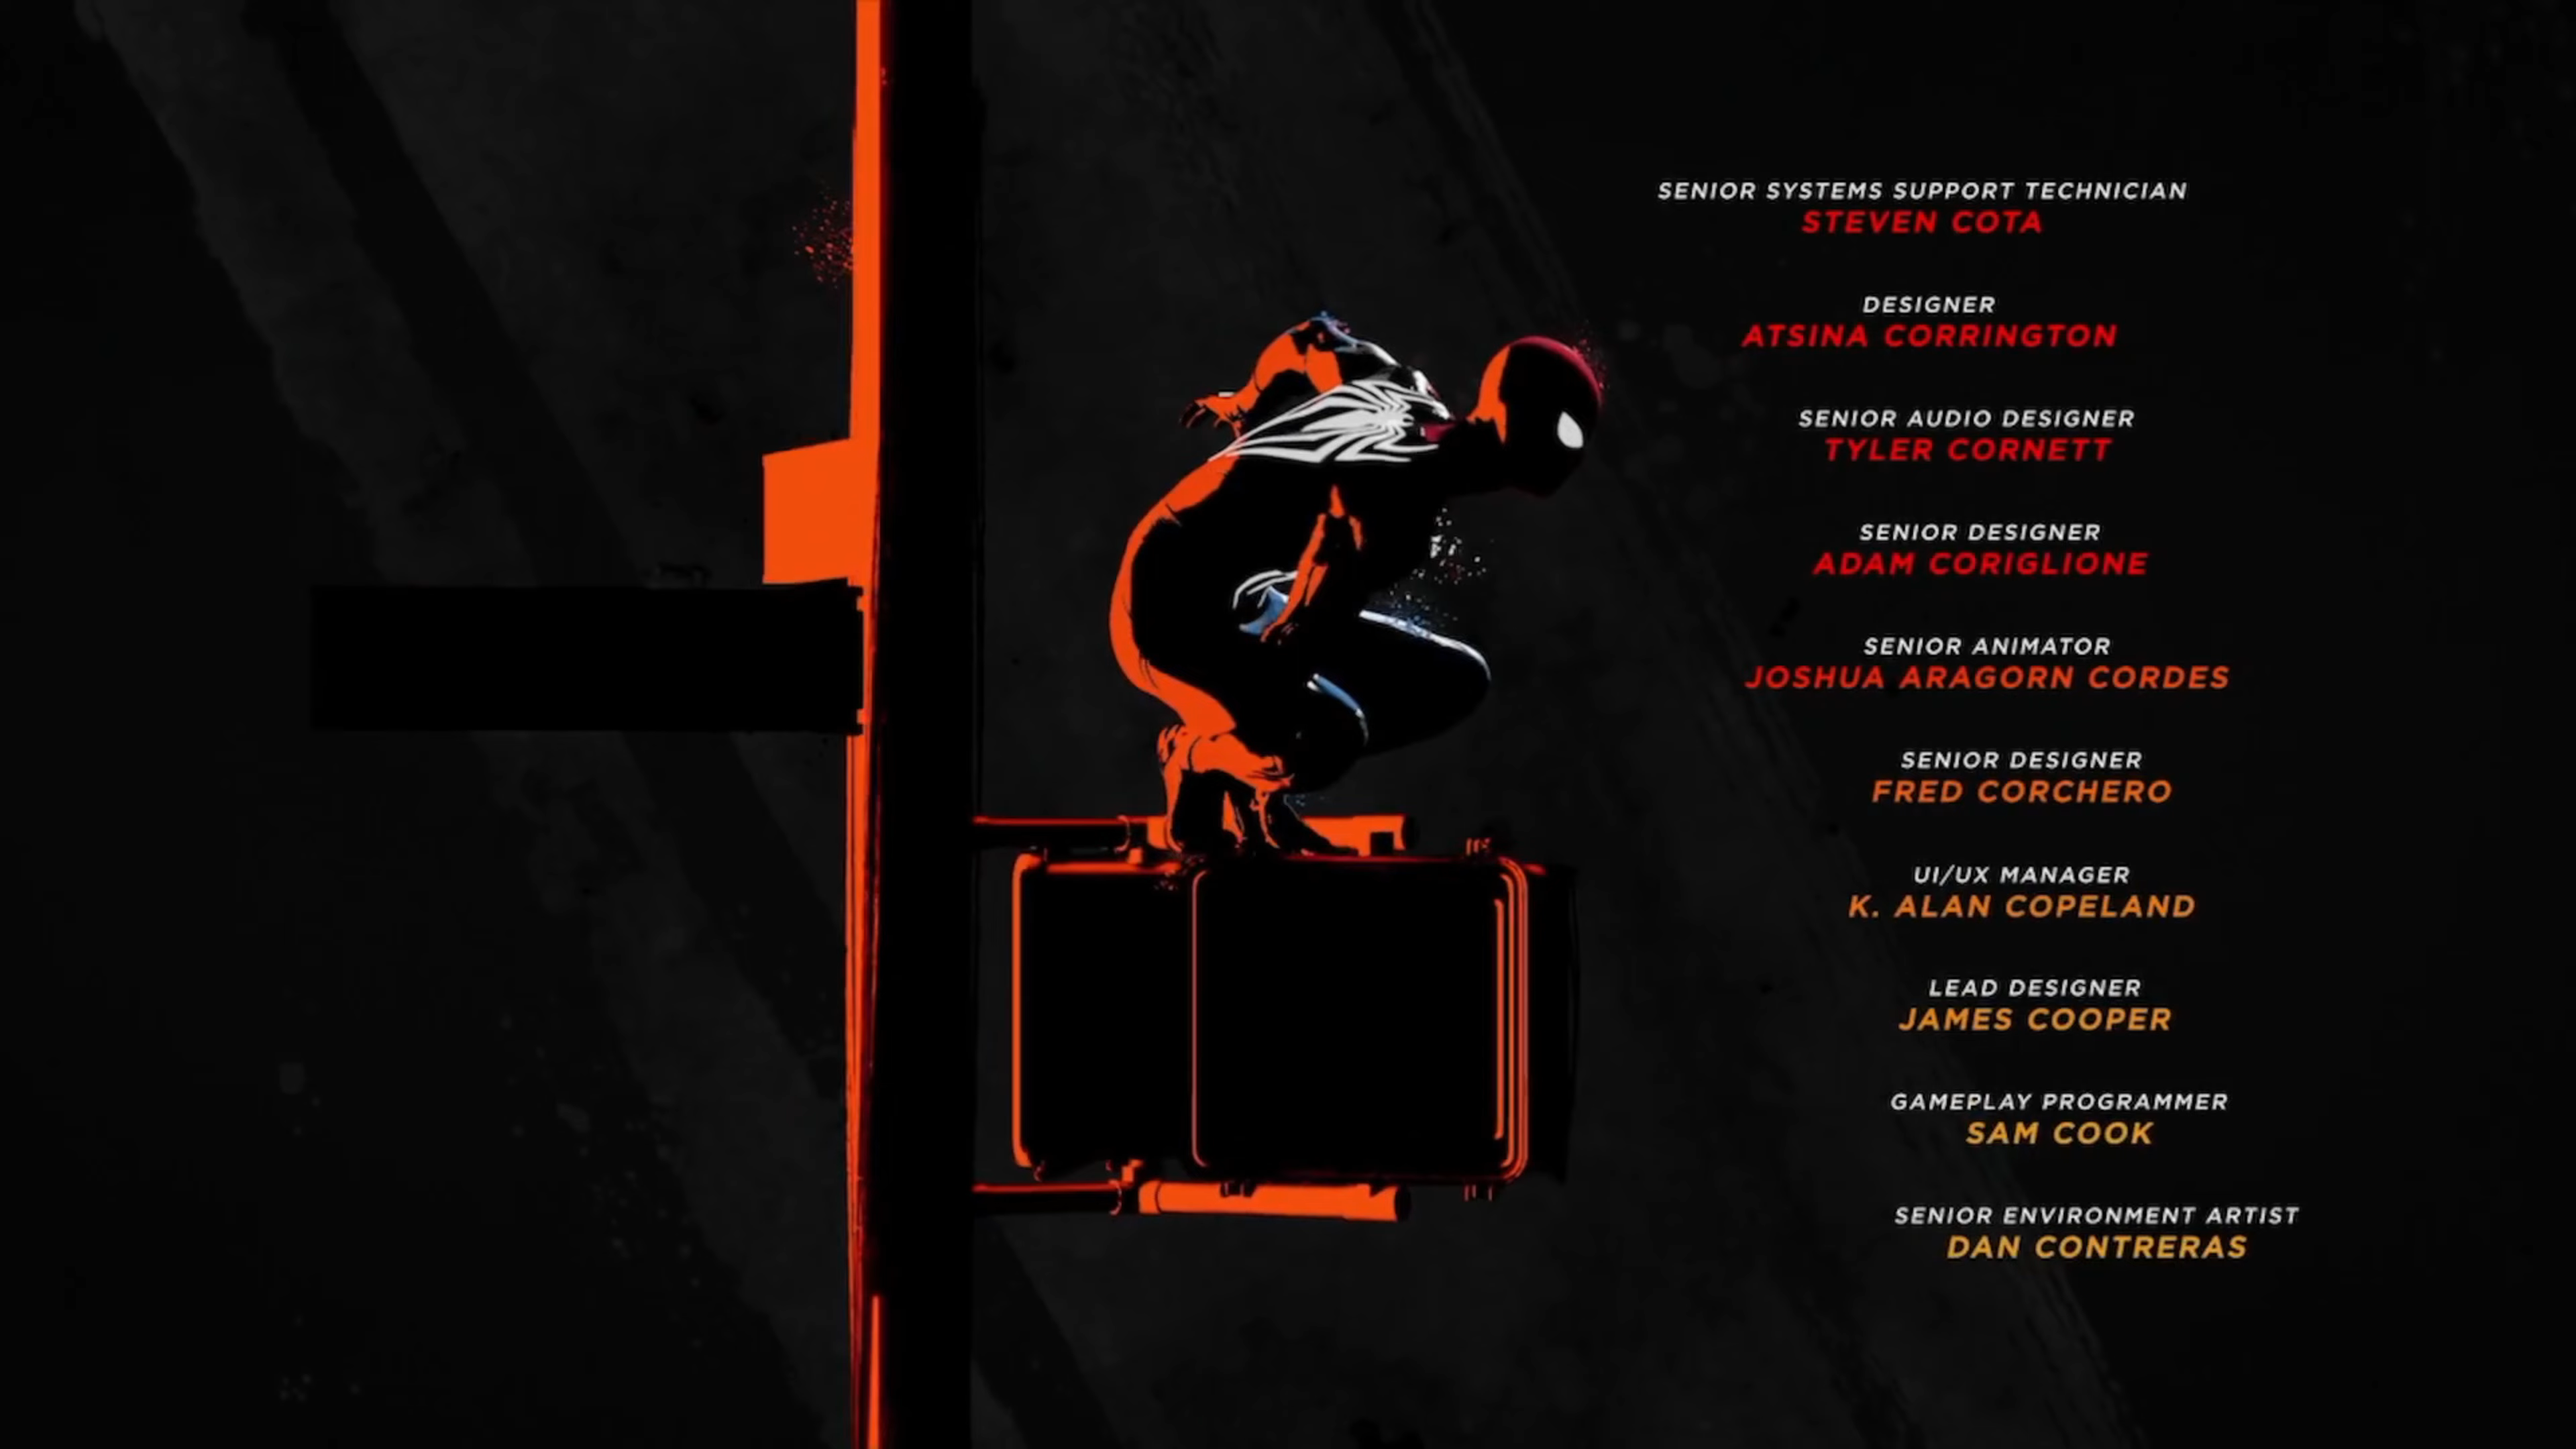 SENIOR SYSTEMS SUPPORT TECHNICIAN
STEVEN COTA
DESIGNER
ATSINA CORRINGTON
SENIOR AUDIO DESIGNER
TYLER CORNETT
SENIOR DESIGNER
ADAM CORIGLIONE
SENIOR ANIMATOR
JOSHUA ARAGORN CORDES
SENIOR DESIGNER
FRED CORCHERO
UI/UX MANAGER
K. ALAN COPELAND
LEAD DESIGNER
JAMES COOPER
GAMEPLAY PROGRAMMER
SAM COOK
SENIOR ENVIRONMENT ARTIST
DAN CONTRERAS